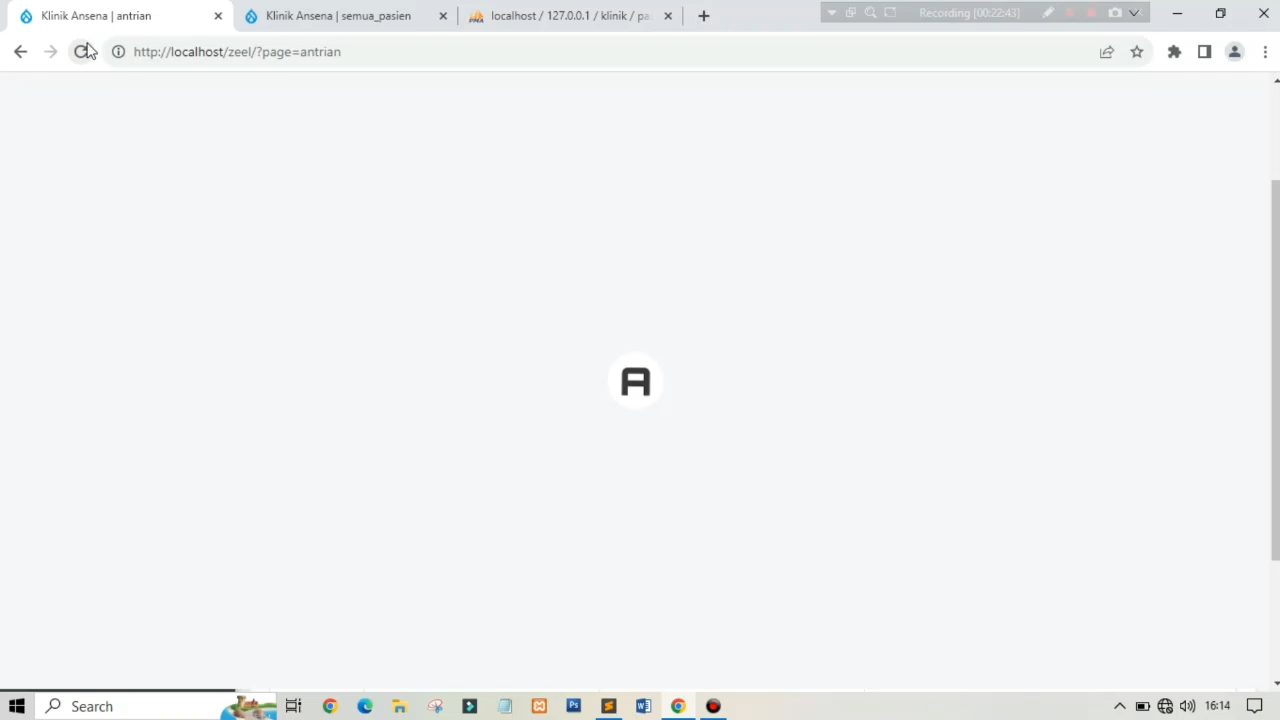 Klinik Ansena | antrian
Klinik Ansena | semua_pasien
localhost / 127.0.0.1 / klinik / pa
Recording [00:22:43]
http://localhost/zeel/?page=antrian
A
Search
Ps
16:14